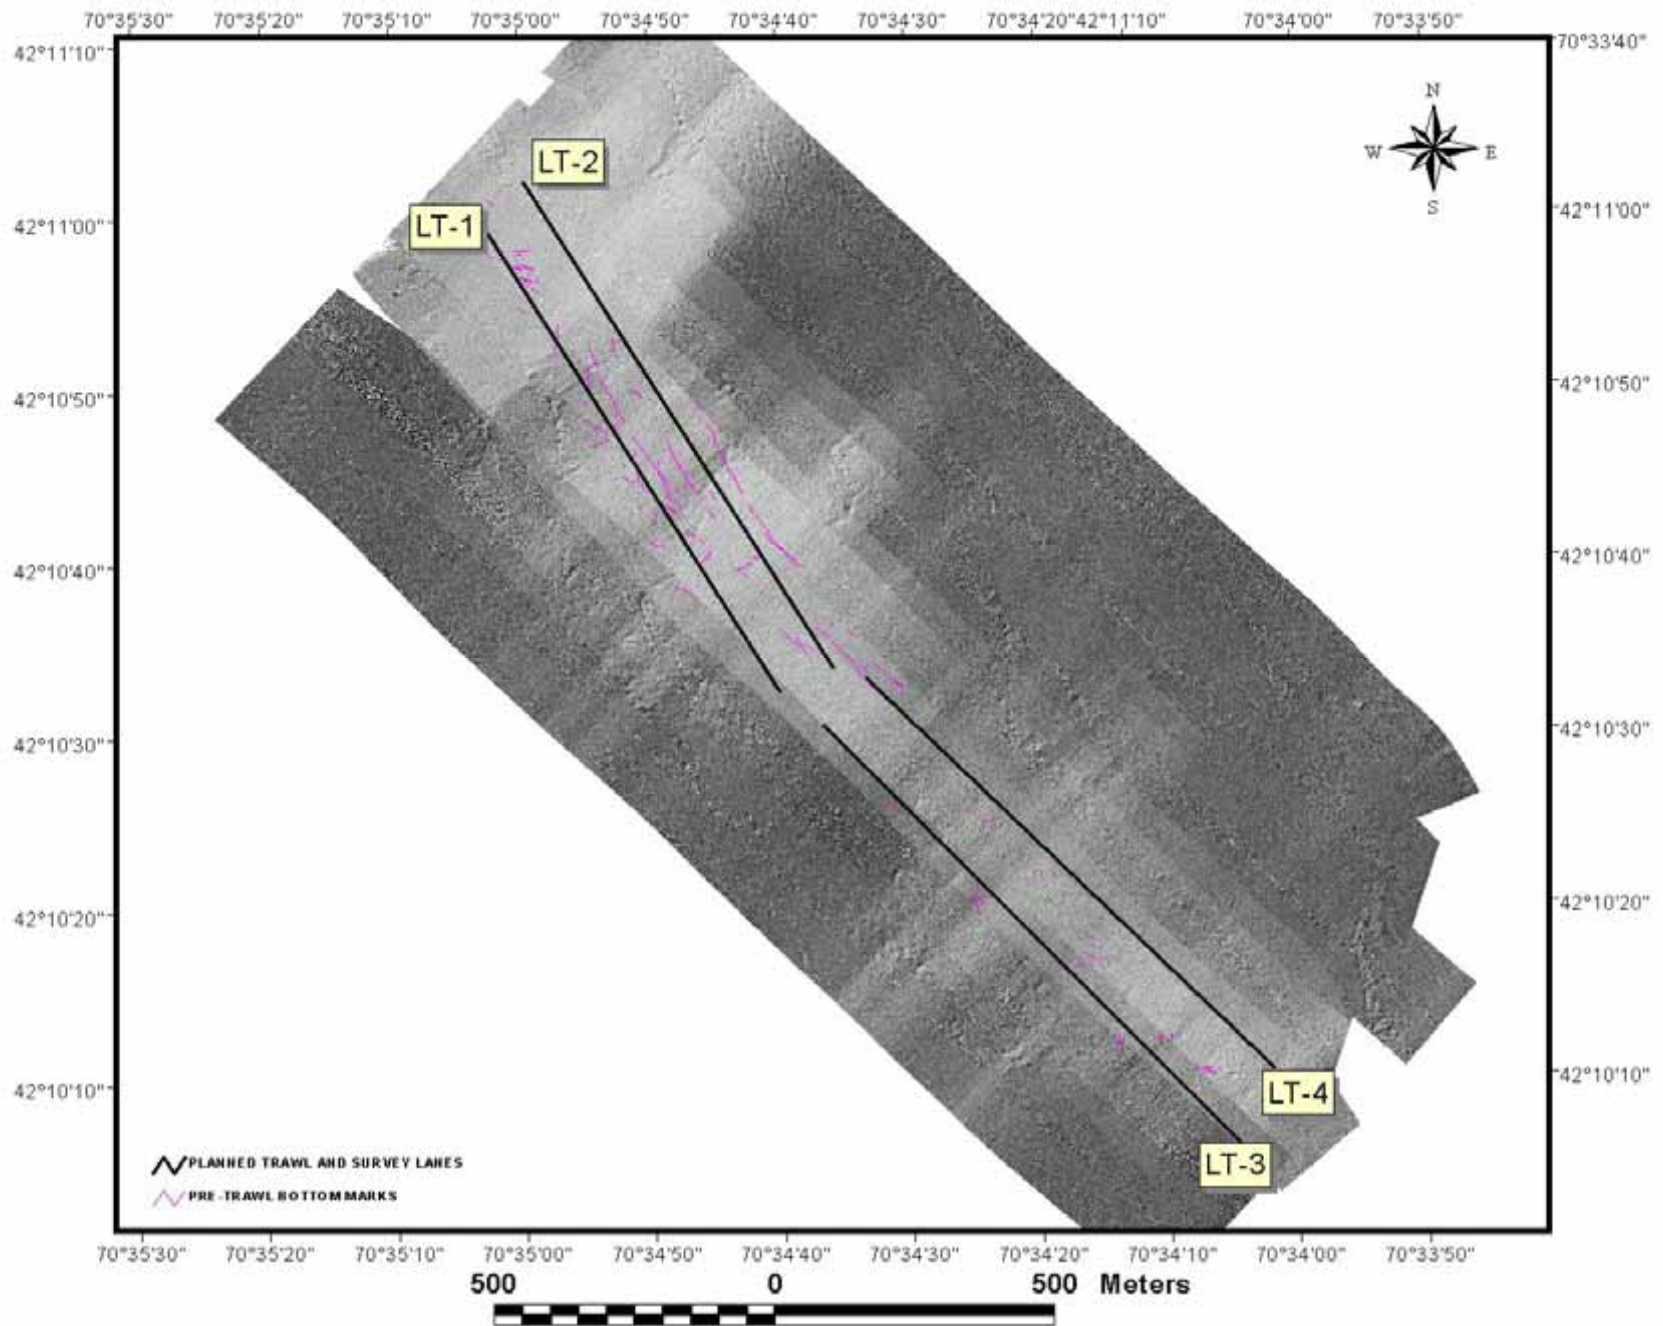 70°35'30" 70°35'20" 70°35'10" 70°35'00" 70°34'50" 70°34'40" 70°34'30" 70°34'20"42°11'10" 70°34'00" 70°33'50"
42°11'10" 70°33'40"
N
W E
S
LT-2
LT-1
42°11'00" 42°11'00"
42°10'50" 42°10'50"
42°10'40" 42°10'40"
42°10'30" 42°10'30"
42°10'20" 42°10'20"
42°10'10" 42°10'10"
LT-4
LT-3
PLANNED TRAWL AND SURVEY LANES
PRE-TRAWL BOTTOM MARKS
70°35'30" 70°35'20" 70°35'10" 70°35'00" 70°34'50" 70°34'40" 70°34'30" 70°34'20" 70°34'10" 70°34'00" 70°33'50"
500 0 500 Meters